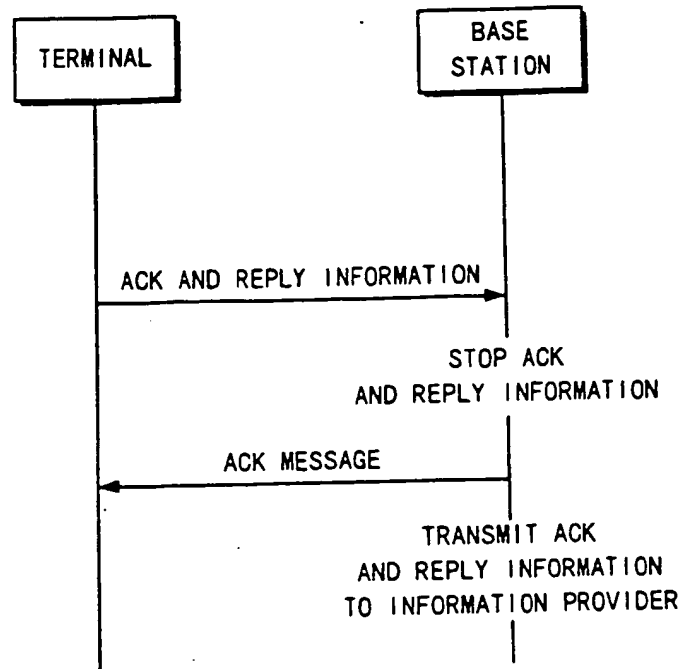 TERMINAL
BASE
STATION
ACK AND REPLY INFORMATION
STOP ACK
AND REPLY INFORMATION
ACK MESSAGE
TRANSMIT ACK
AND REPLY INFORMATION
TO INFORMATION PROVIDER